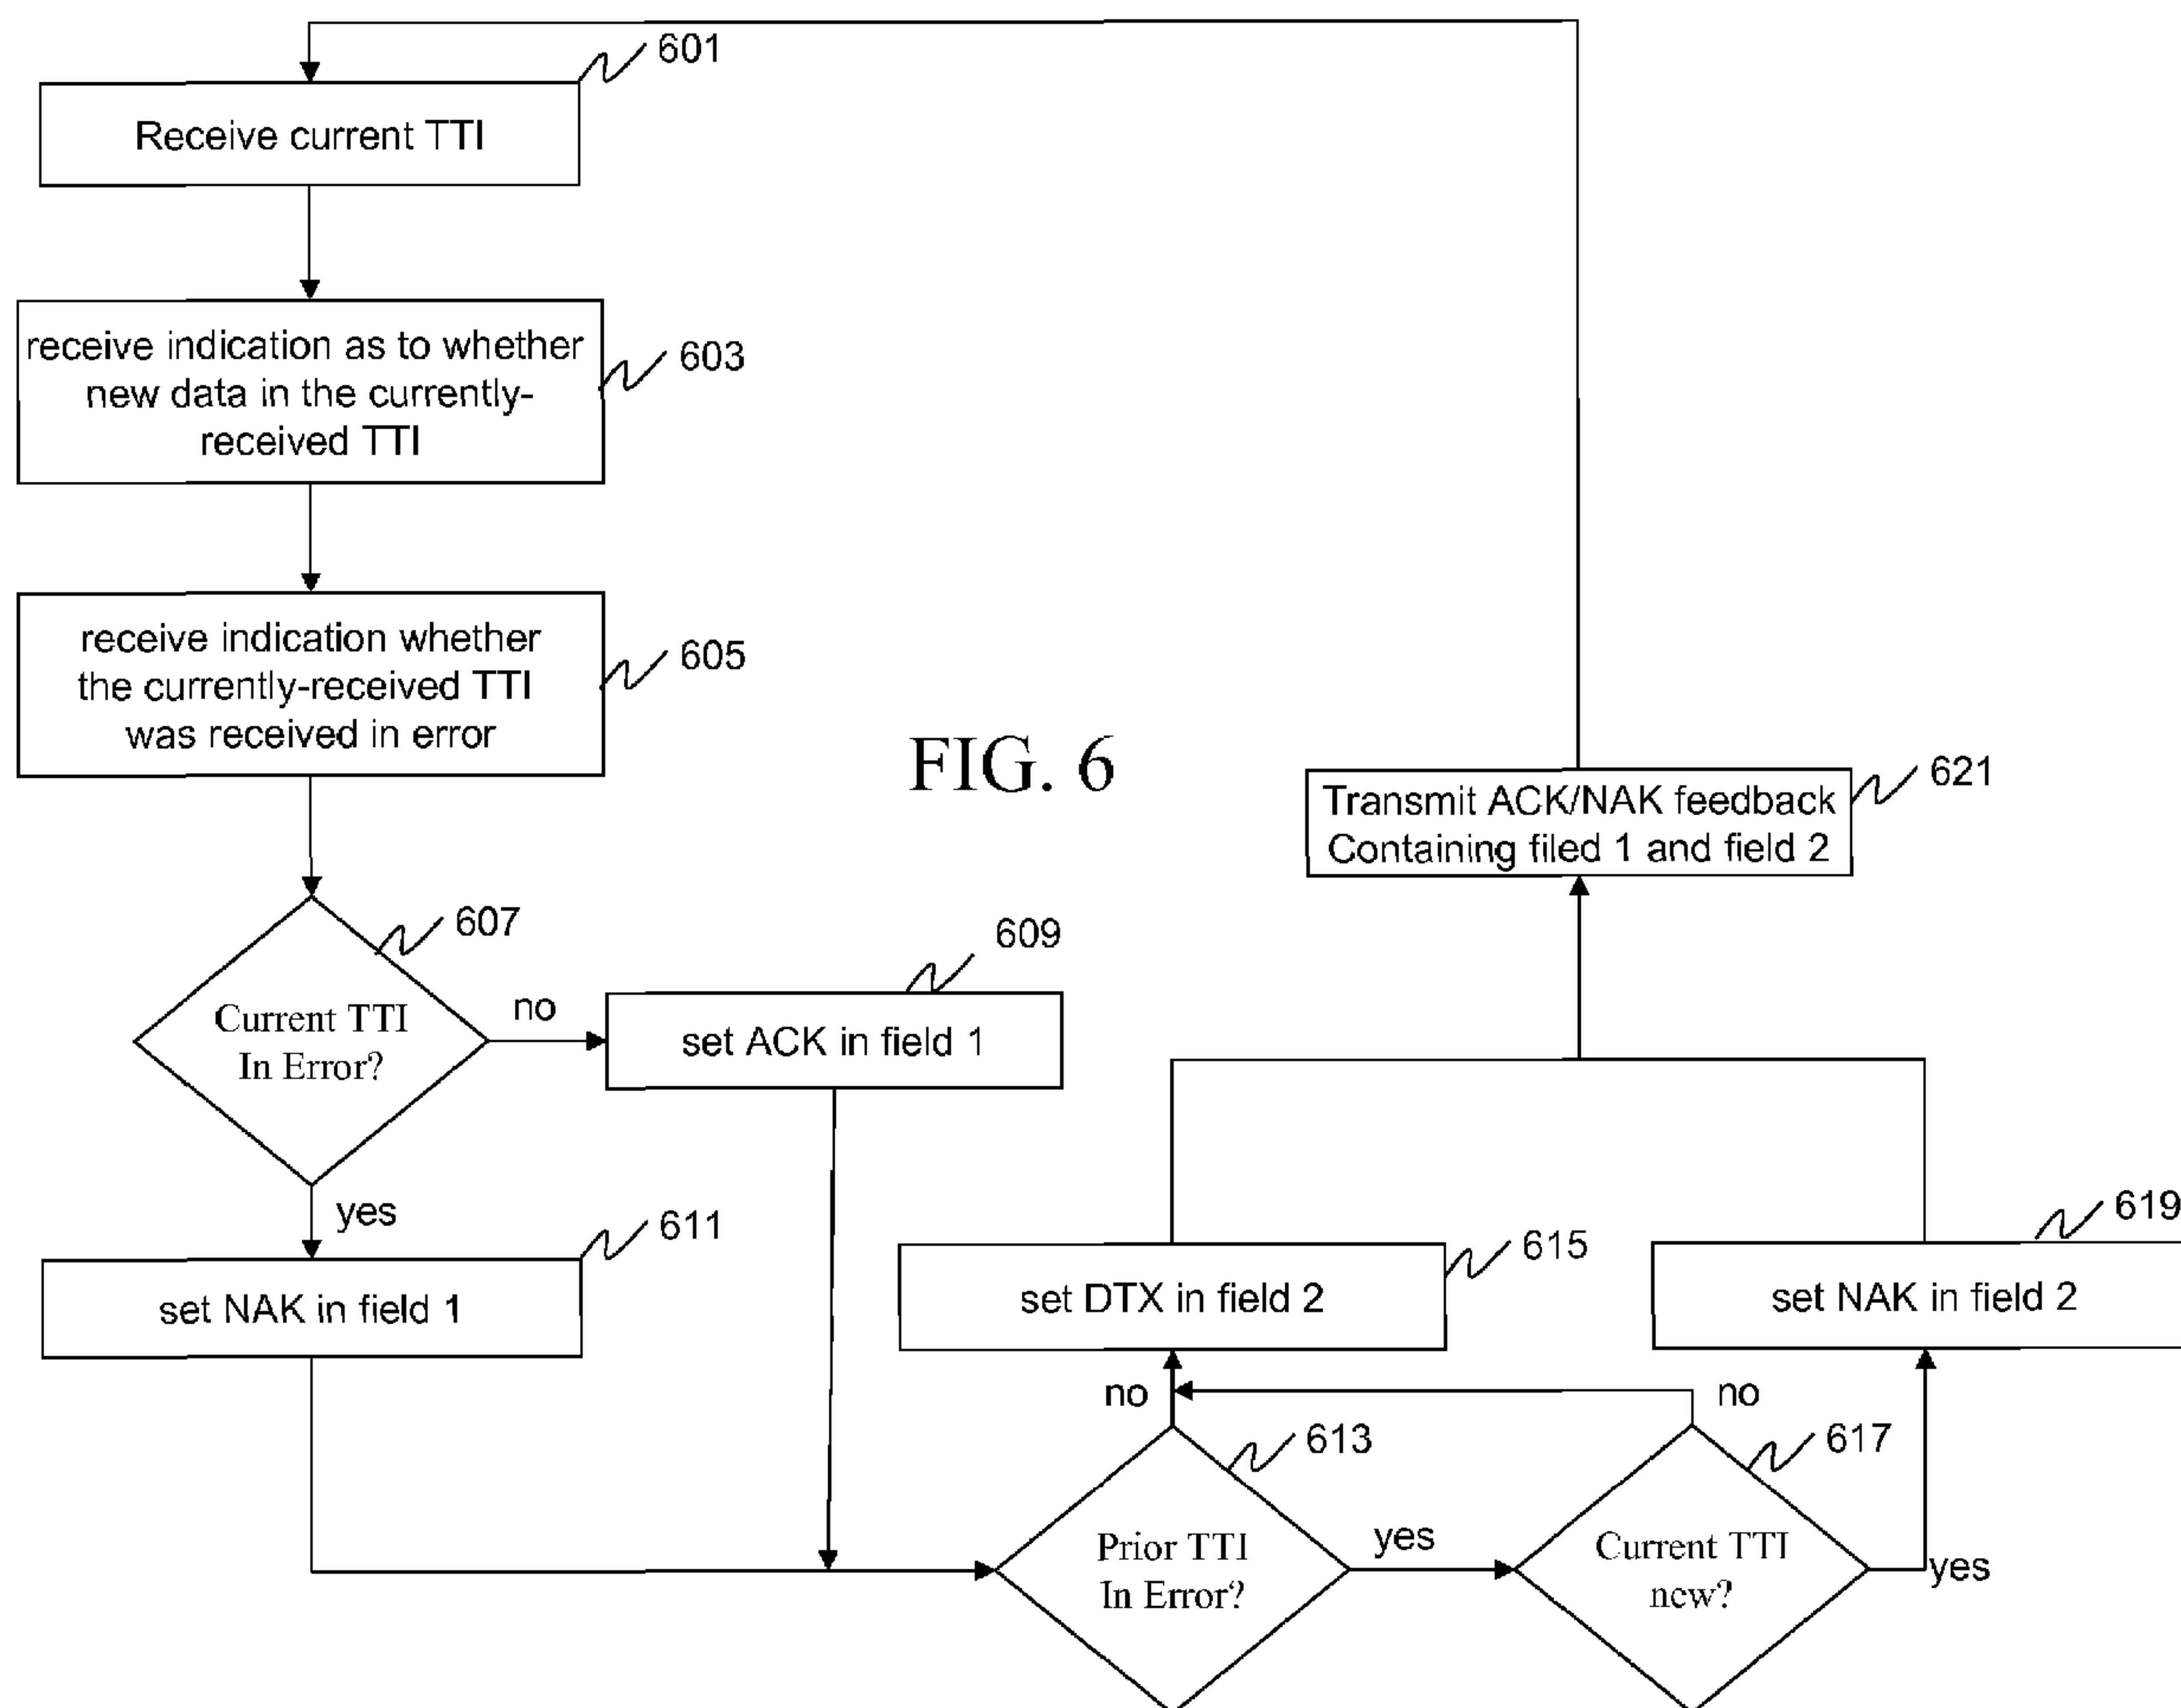 601
Receive current TTI
receive indication as to whether
new data in the currently-
received TTI
603
receive indication whether
the currently-received TTI
was received in error
605
FIG. 6
Transmit ACK/NAK feedback
Containing filed 1 and field 2
621
607
Current TTI
In Error?
no
609
set ACK in field 1
yes
611
set NAK in field 1
615
set DTX in field 2
619
set NAK in field 2
no
no
613
617
Prior TTI
In Error?
yes
Current TTI
new?
yes